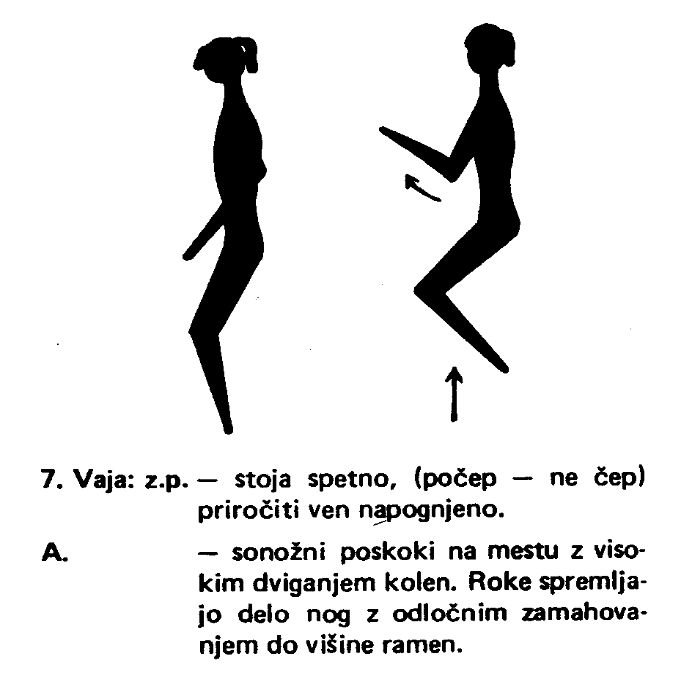 7. Vaja: z.p. — stoja spetno, (počep — ne čep)
priročiti ven napognjeno.
A. — sonožni poskoki na mestu z viso-
kim dviganjem kolen. Roke spremlja-
jo delo nog z odločnim zamahova-
njem do višine ramen.